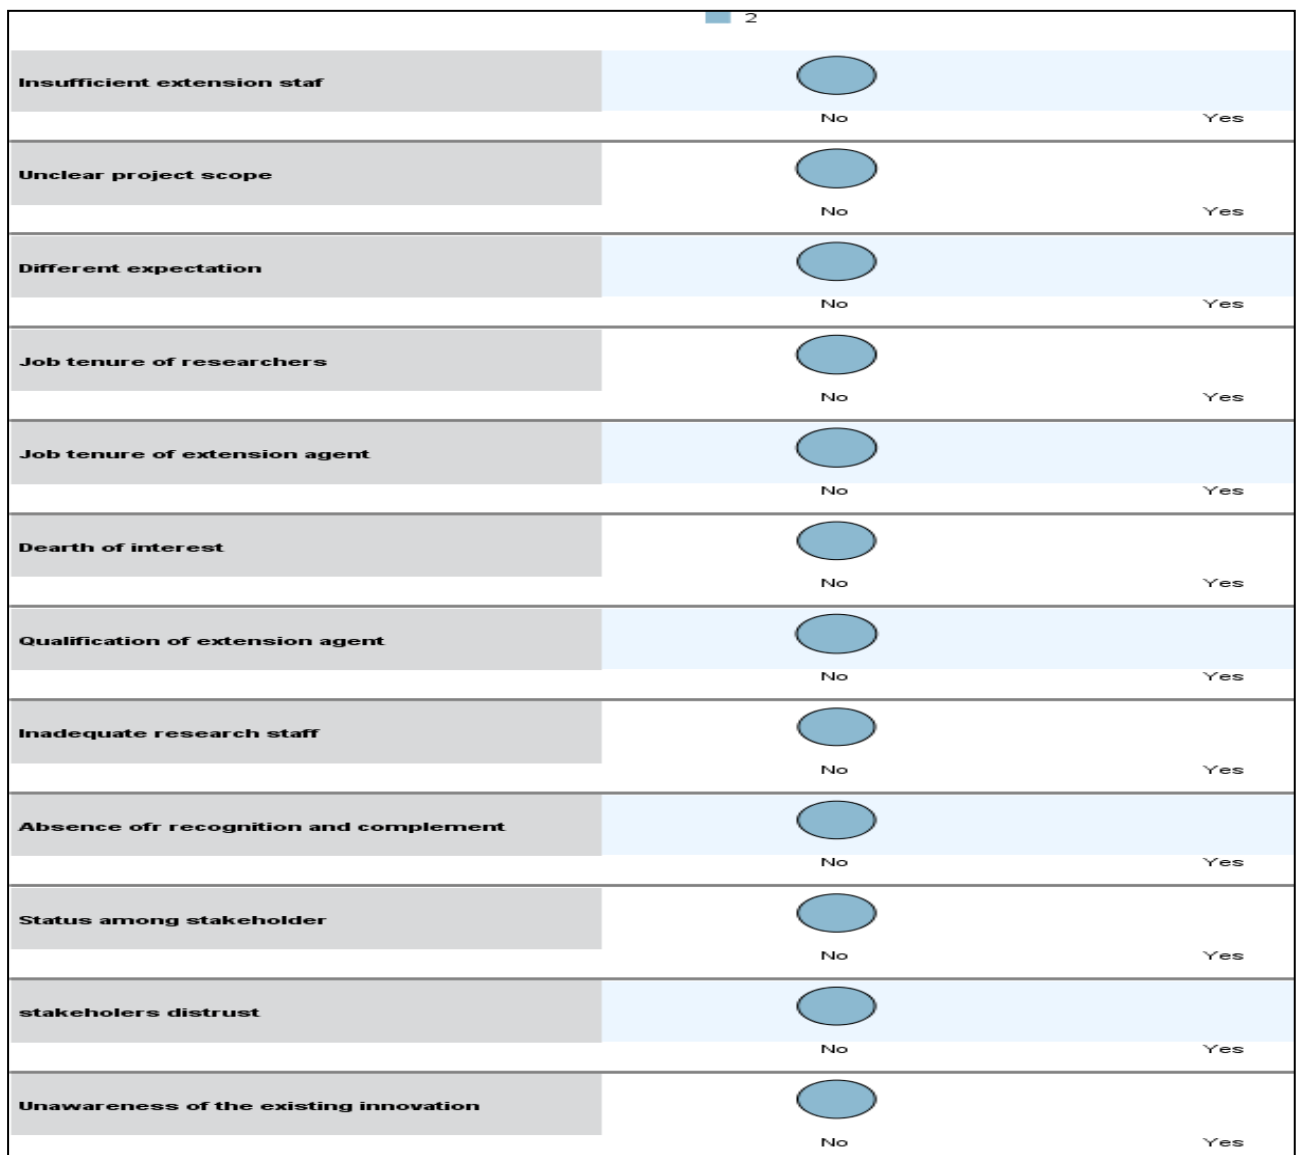 2
Insufficient extension staf
No Yes
Unclear project scope
No Yes
Different expectation
No Yes
Job tenure of researchers
No Yes
Job tenure of extension agent
No Yes
Dearth of interest
No Yes
Qualification of extension agent
No Yes
Inadequate research staff
No Yes
Absence ofr recognition and complement
No Yes
Status among stakeholder
No Yes
stakeholers distrust
No Yes
Unawareness of the existing innovation
No Yes